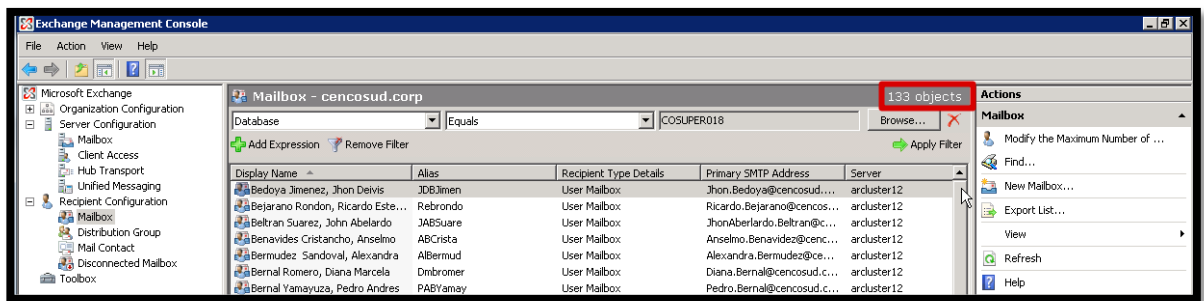 Exchange Management Console
File Action View Help
Microsoft Exchange
Organization Configuration
Server Configuration
Mailbox
Client Access
Hub Transport
Unified Messaging
Recipient Configuration
Mailbox
Distribution Group
Mail Contact
Disconnected Mailbox
Toolbox
Mailbox - cencosud.corp 133 objects
Database Equals COSUPER018 Browse...
Add Expression Remove Filter Apply Filter
Display Name Alias Recipient Type Details Primary SMTP Address Server
Bedoya Jimenez, Jhon Deivis JDBJimen User Mailbox Jhon.Bedoya@cencosud.... arcluster12
Bejarano Rondon, Ricardo Este... Rebrondo User Mailbox Ricardo.Bejarano@cencos... arcluster12
Beltran Suarez, John Abelardo JABSuare User Mailbox JhonAberlardo.Beltran@c... arcluster12
Benavides Cristancho, Anselmo ABCrista User Mailbox Anselmo.Benavidez@cenc... arcluster12
Bermudez Sandoval, Alexandra AlBermud User Mailbox Alexandra.Bermudez@ce... arcluster12
Bernal Romero, Diana Marcela Dmbromer User Mailbox Diana.Bernal@cencosud.c... arcluster12
Bernal Yamayuza, Pedro Andres PABYamay User Mailbox Pedro.Bernal@cencosud.c... arcluster12
Actions
Mailbox
Modify the Maximum Number of ...
Find...
New Mailbox...
Export List...
View
Refresh
Help